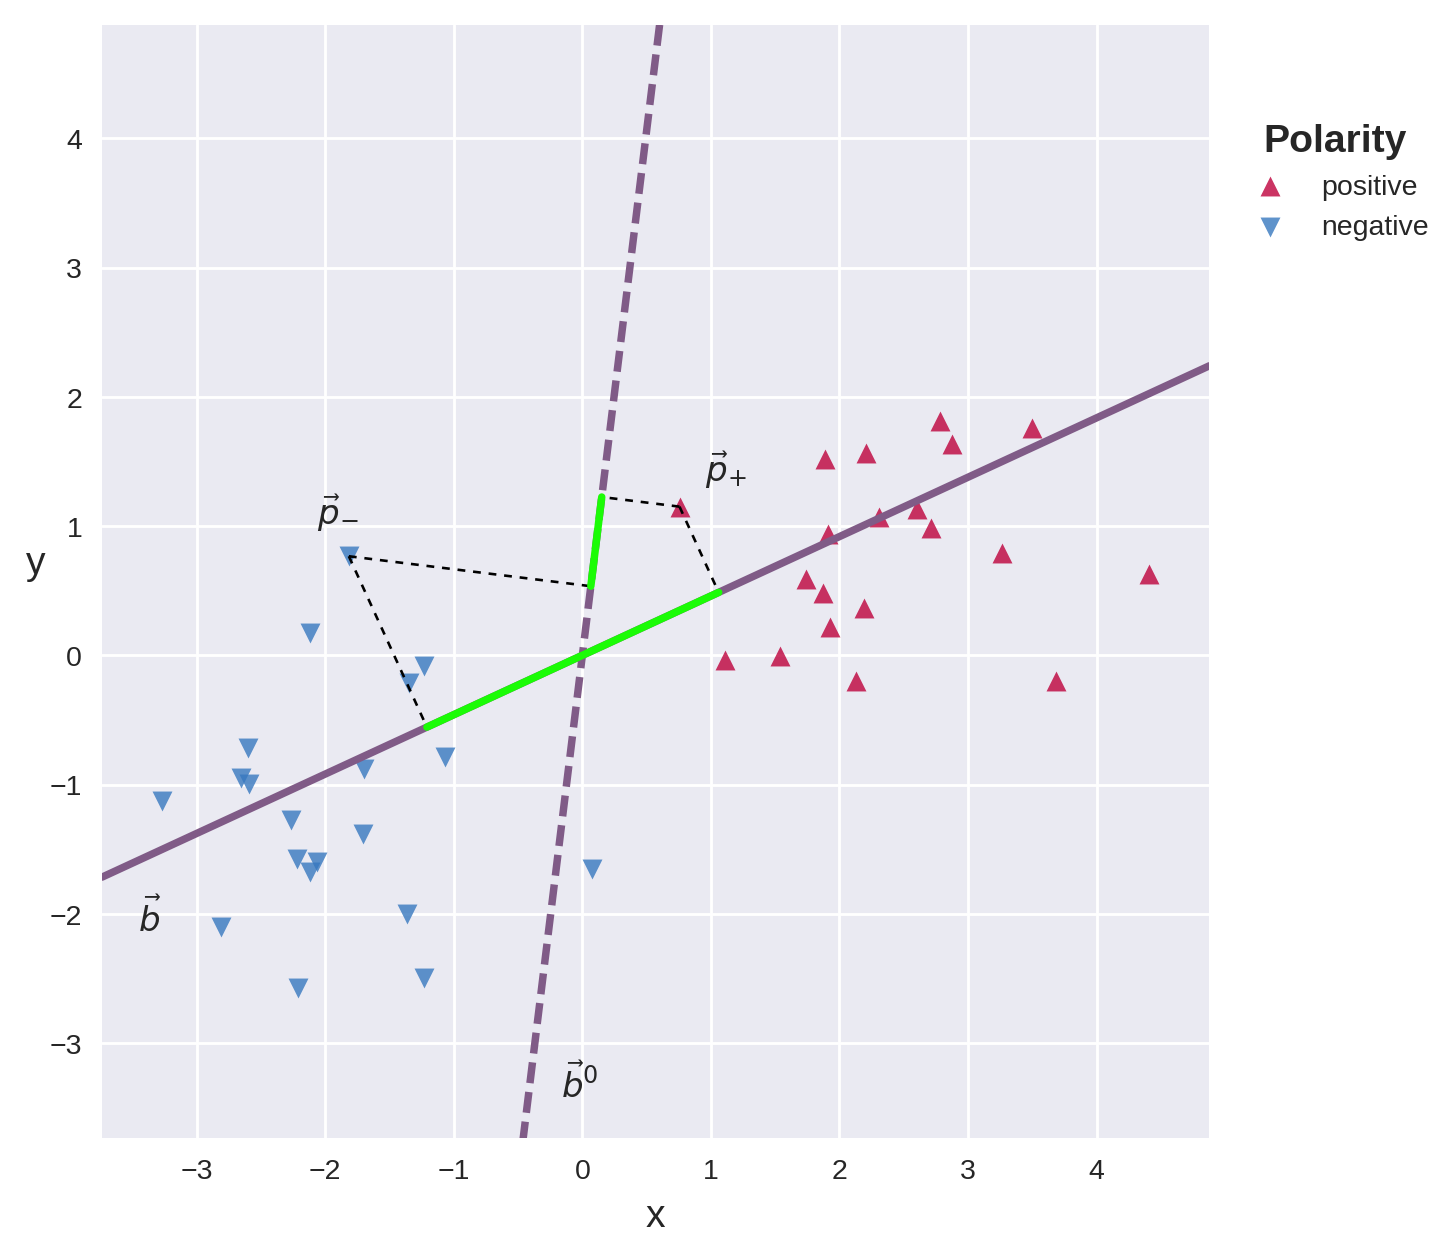 4
3
2
1
0
−1
−2
−3
y
−3 −2 −1 0 1 2 3 4
x
Polarity
positive
negative
p⃗₊
p⃗₋
b⃗
b⃗⁰